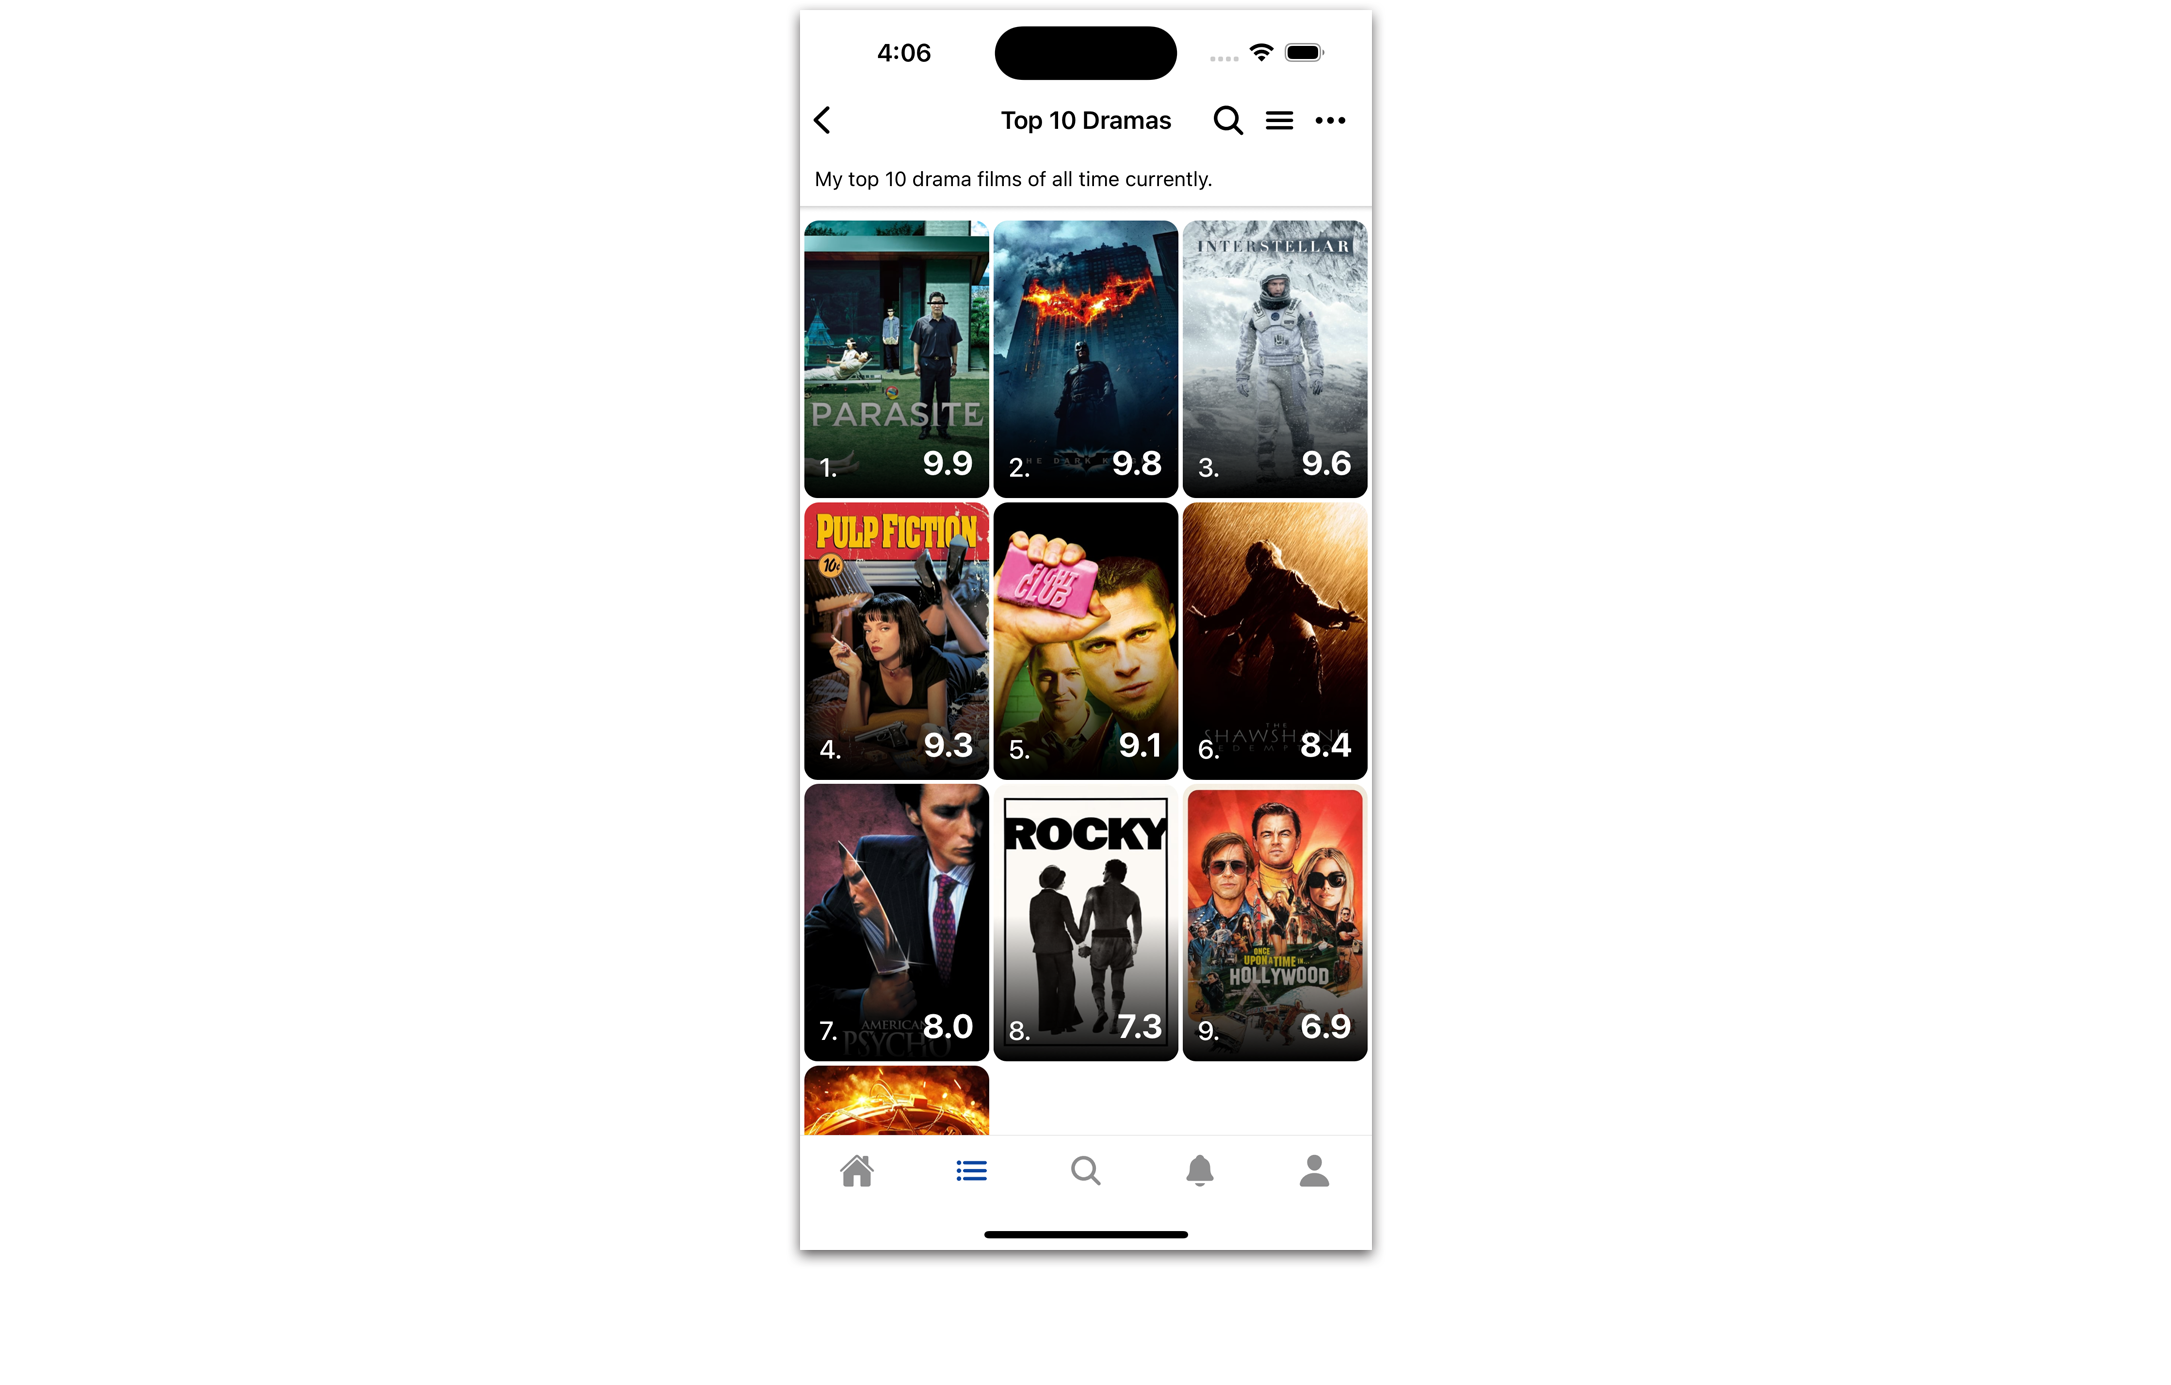 4:06
Top 10 Dramas
My top 10 drama films of all time currently.
PARASITE
1. 9.9
THE DARK K
2. 9.8
INTERSTELLAR
3. 9.6
PULP FICTION
10¢
4. 9.3
FIGHT
CLUB
5. 9.1
THE
SHAWSHANK
REDEMPT
6. 8.4
AMERICAN
PSYCHO
7. 8.0
ROCKY
8. 7.3
ONCE
UPON A TIME IN...
HOLLYWOOD
9. 6.9